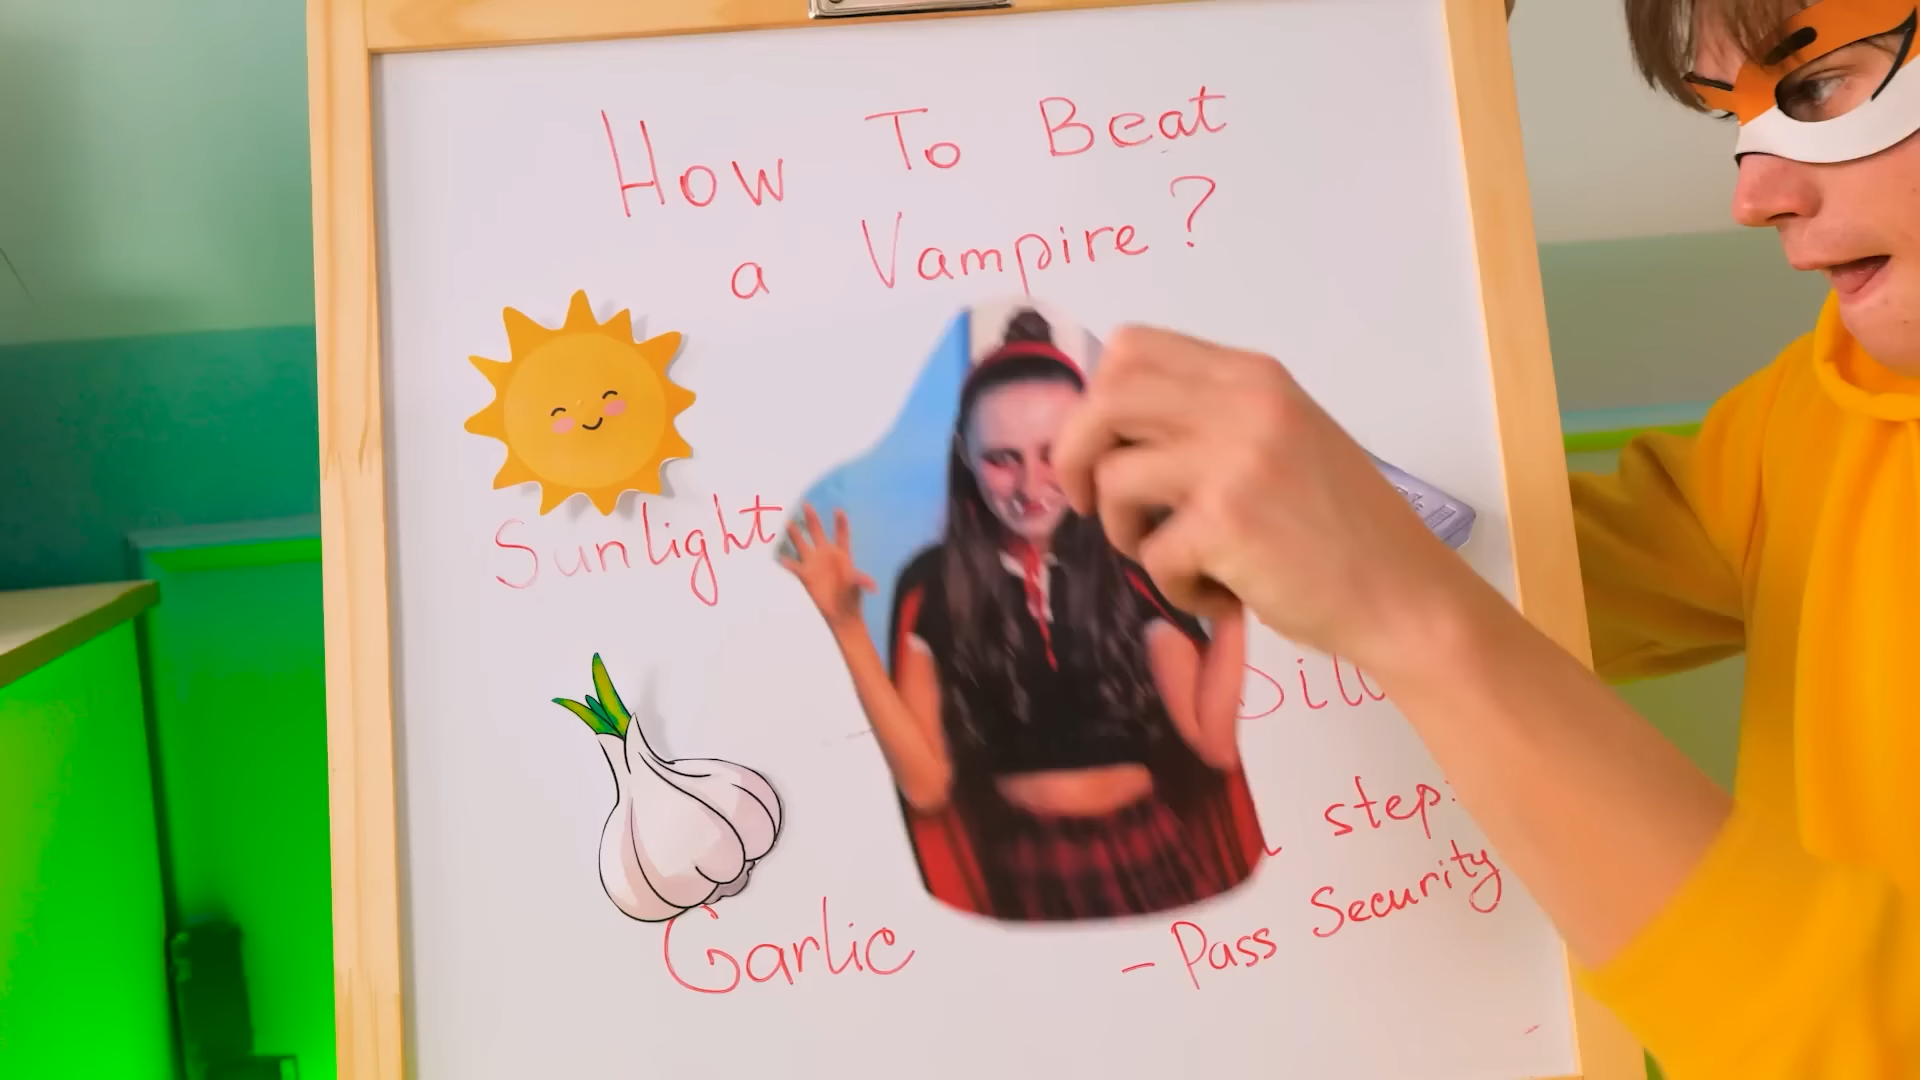 How To Beat
a Vampire?
Sunlight
Garlic
step:
- Pass Security